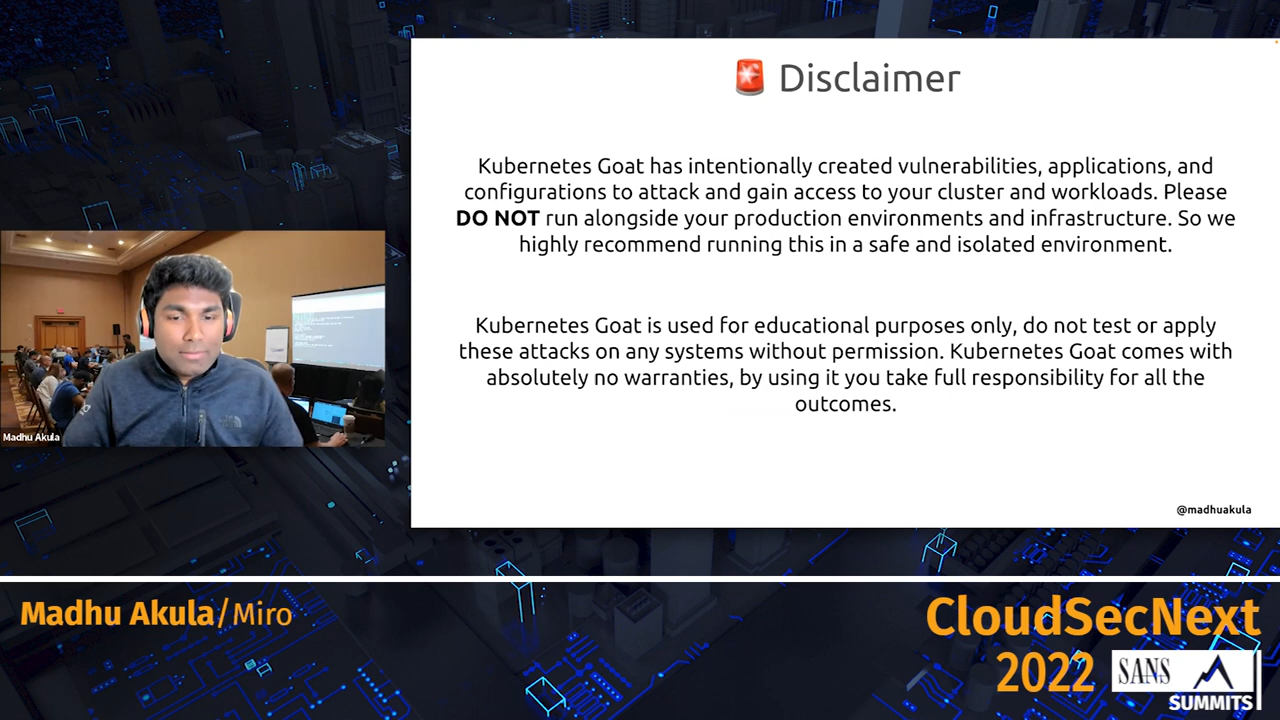 🚨 Disclaimer
Kubernetes Goat has intentionally created vulnerabilities, applications, and
configurations to attack and gain access to your cluster and workloads. Please
DO NOT run alongside your production environments and infrastructure. So we
highly recommend running this in a safe and isolated environment.
Kubernetes Goat is used for educational purposes only, do not test or apply
these attacks on any systems without permission. Kubernetes Goat comes with
absolutely no warranties, by using it you take full responsibility for all the
outcomes.
@madhuakula
Madhu Akula
Madhu Akula/Miro
CloudSecNext
2022
SANS
SUMMITS